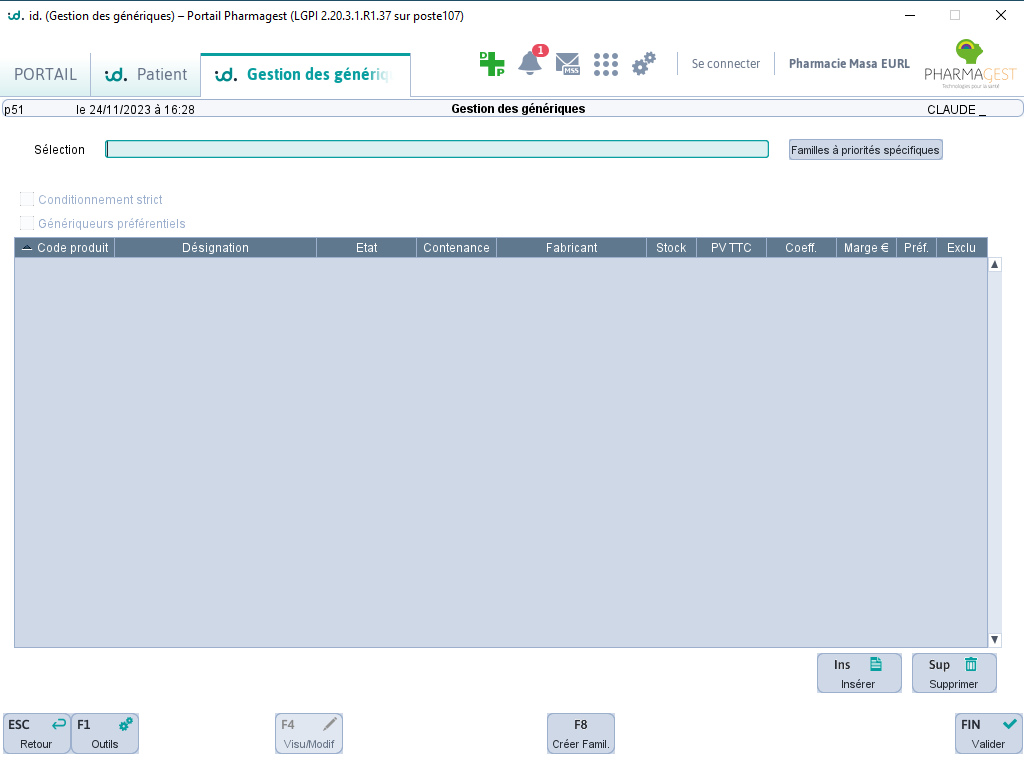 id. id. (Gestion des génériques) – Portail Pharmagest (LGPI 2.20.3.1.R1.37 sur poste107)
PORTAIL id. Patient id. Gestion des génériq DP 1 MSS Se connecter Pharmacie Masa EURL
PHARMAGEST
Technologies pour la santé
p51 le 24/11/2023 à 16:28 Gestion des génériques CLAUDE _
Sélection Familles à priorités spécifiques
Conditionnement strict
Génériqueurs préférentiels
Code produit Désignation Etat Contenance Fabricant Stock PV TTC Coeff. Marge € Préf. Exclu
Ins Sup
Insérer Supprimer
ESC F1 F4 F8 FIN
Retour Outils Visu/Modif Créer Famil. Valider